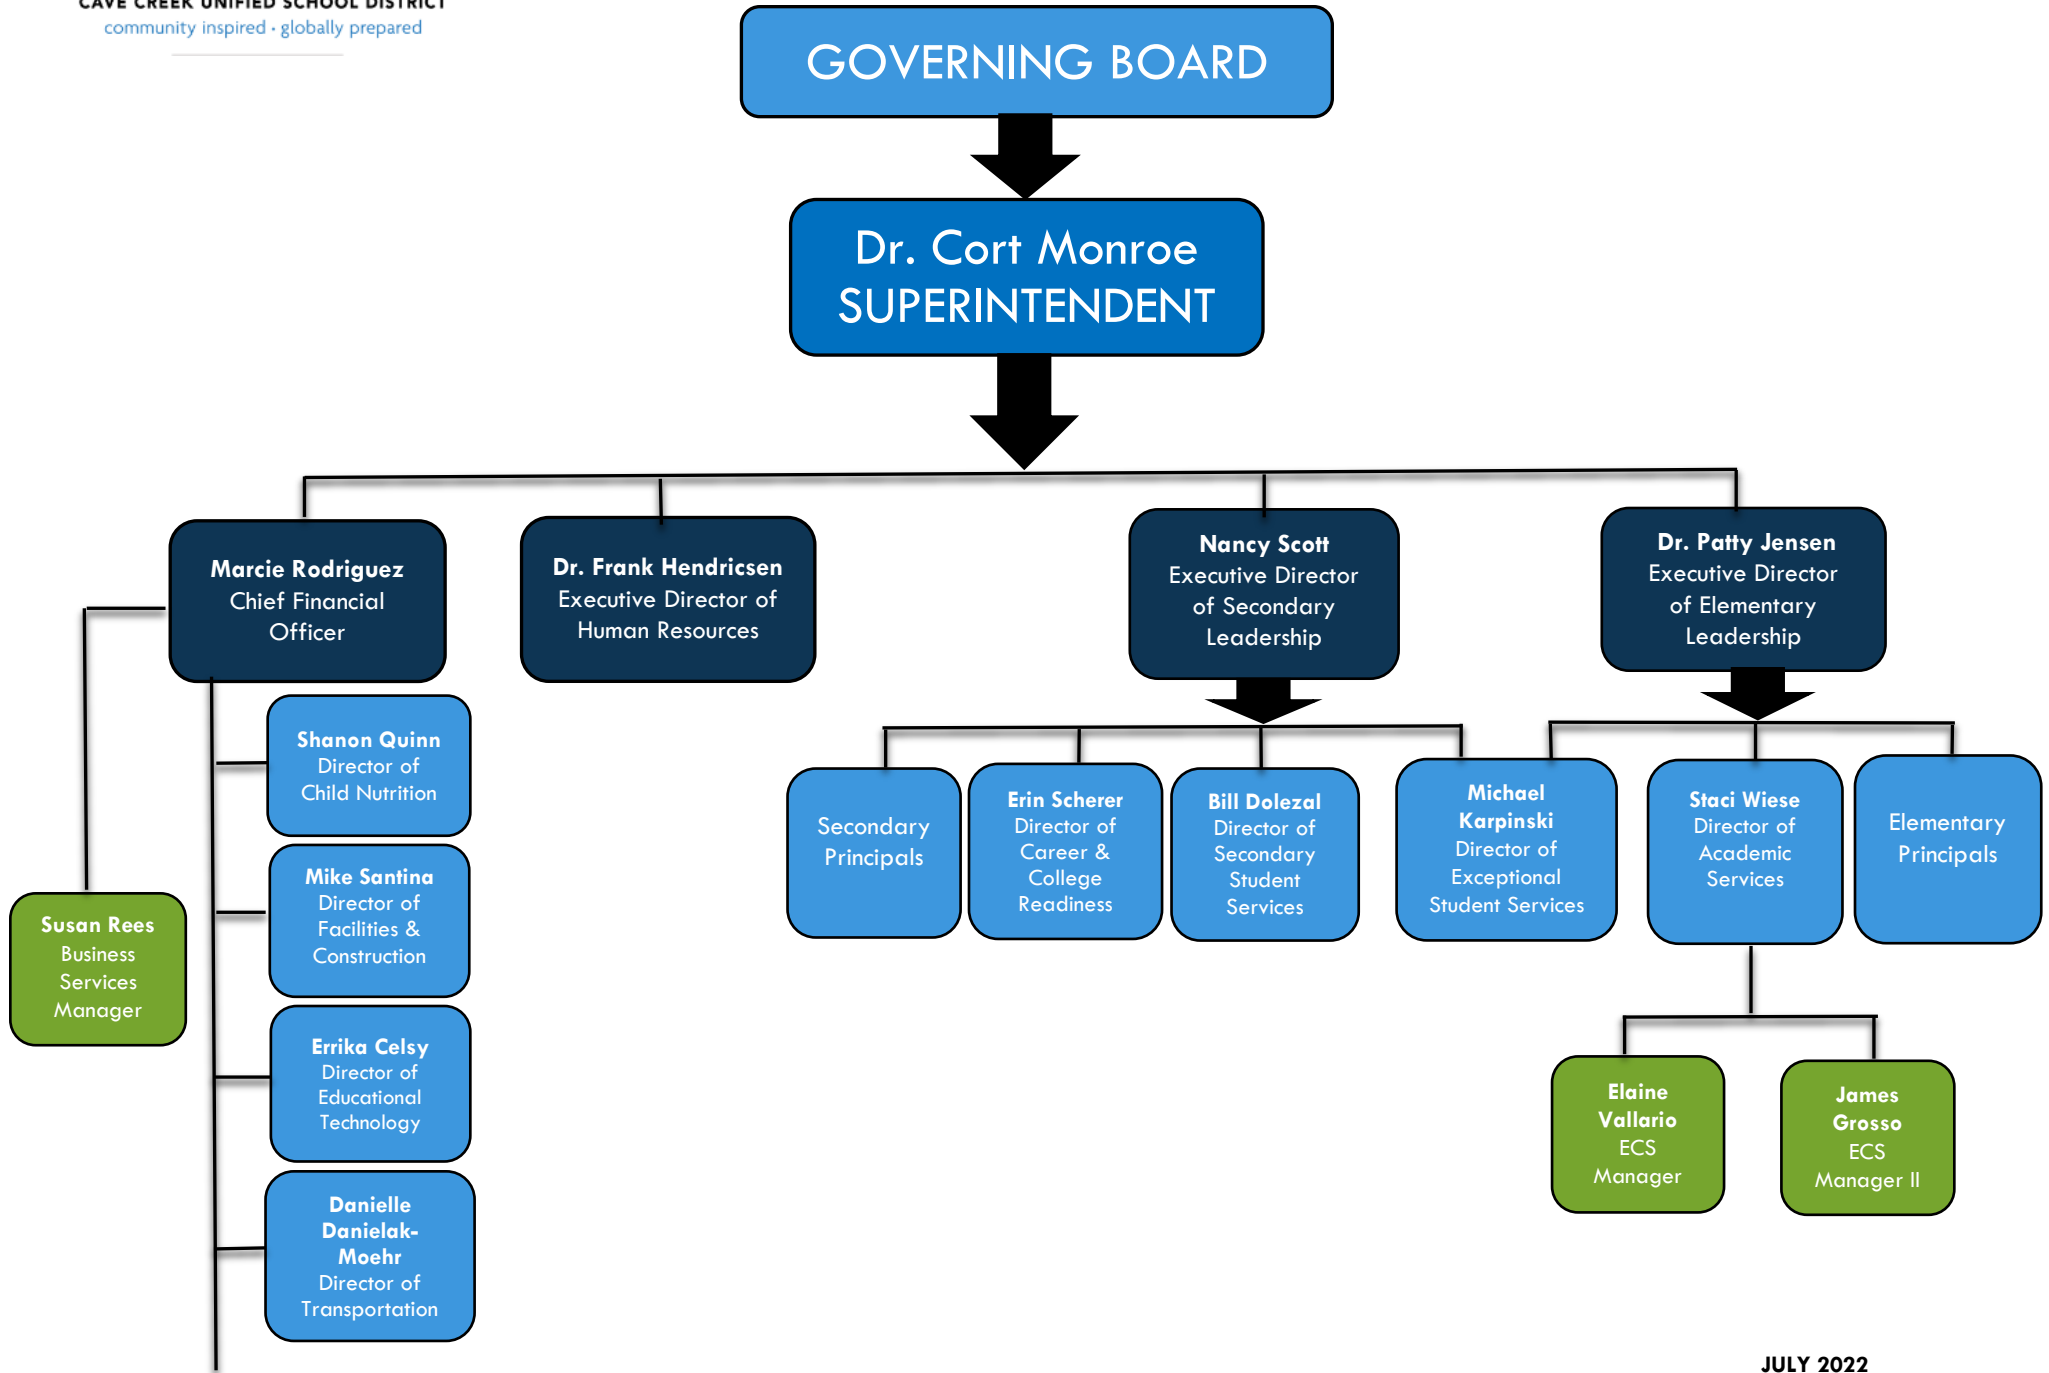 CAVE CREEK UNIFIED SCHOOL DISTRICT
community inspired • globally prepared
GOVERNING BOARD
Dr. Cort Monroe
SUPERINTENDENT
Marcie Rodriguez
Chief Financial
Officer
Dr. Frank Hendricsen
Executive Director of
Human Resources
Nancy Scott
Executive Director
of Secondary
Leadership
Dr. Patty Jensen
Executive Director
of Elementary
Leadership
Shanon Quinn
Director of
Child Nutrition
Mike Santina
Director of
Facilities &
Construction
Errika Celsy
Director of
Educational
Technology
Danielle
Danielak-
Moehr
Director of
Transportation
Susan Rees
Business
Services
Manager
Secondary
Principals
Erin Scherer
Director of
Career &
College
Readiness
Bill Dolezal
Director of
Secondary
Student
Services
Michael
Karpinski
Director of
Exceptional
Student Services
Staci Wiese
Director of
Academic
Services
Elementary
Principals
Elaine
Vallario
ECS
Manager
James
Grosso
ECS
Manager II
JULY 2022